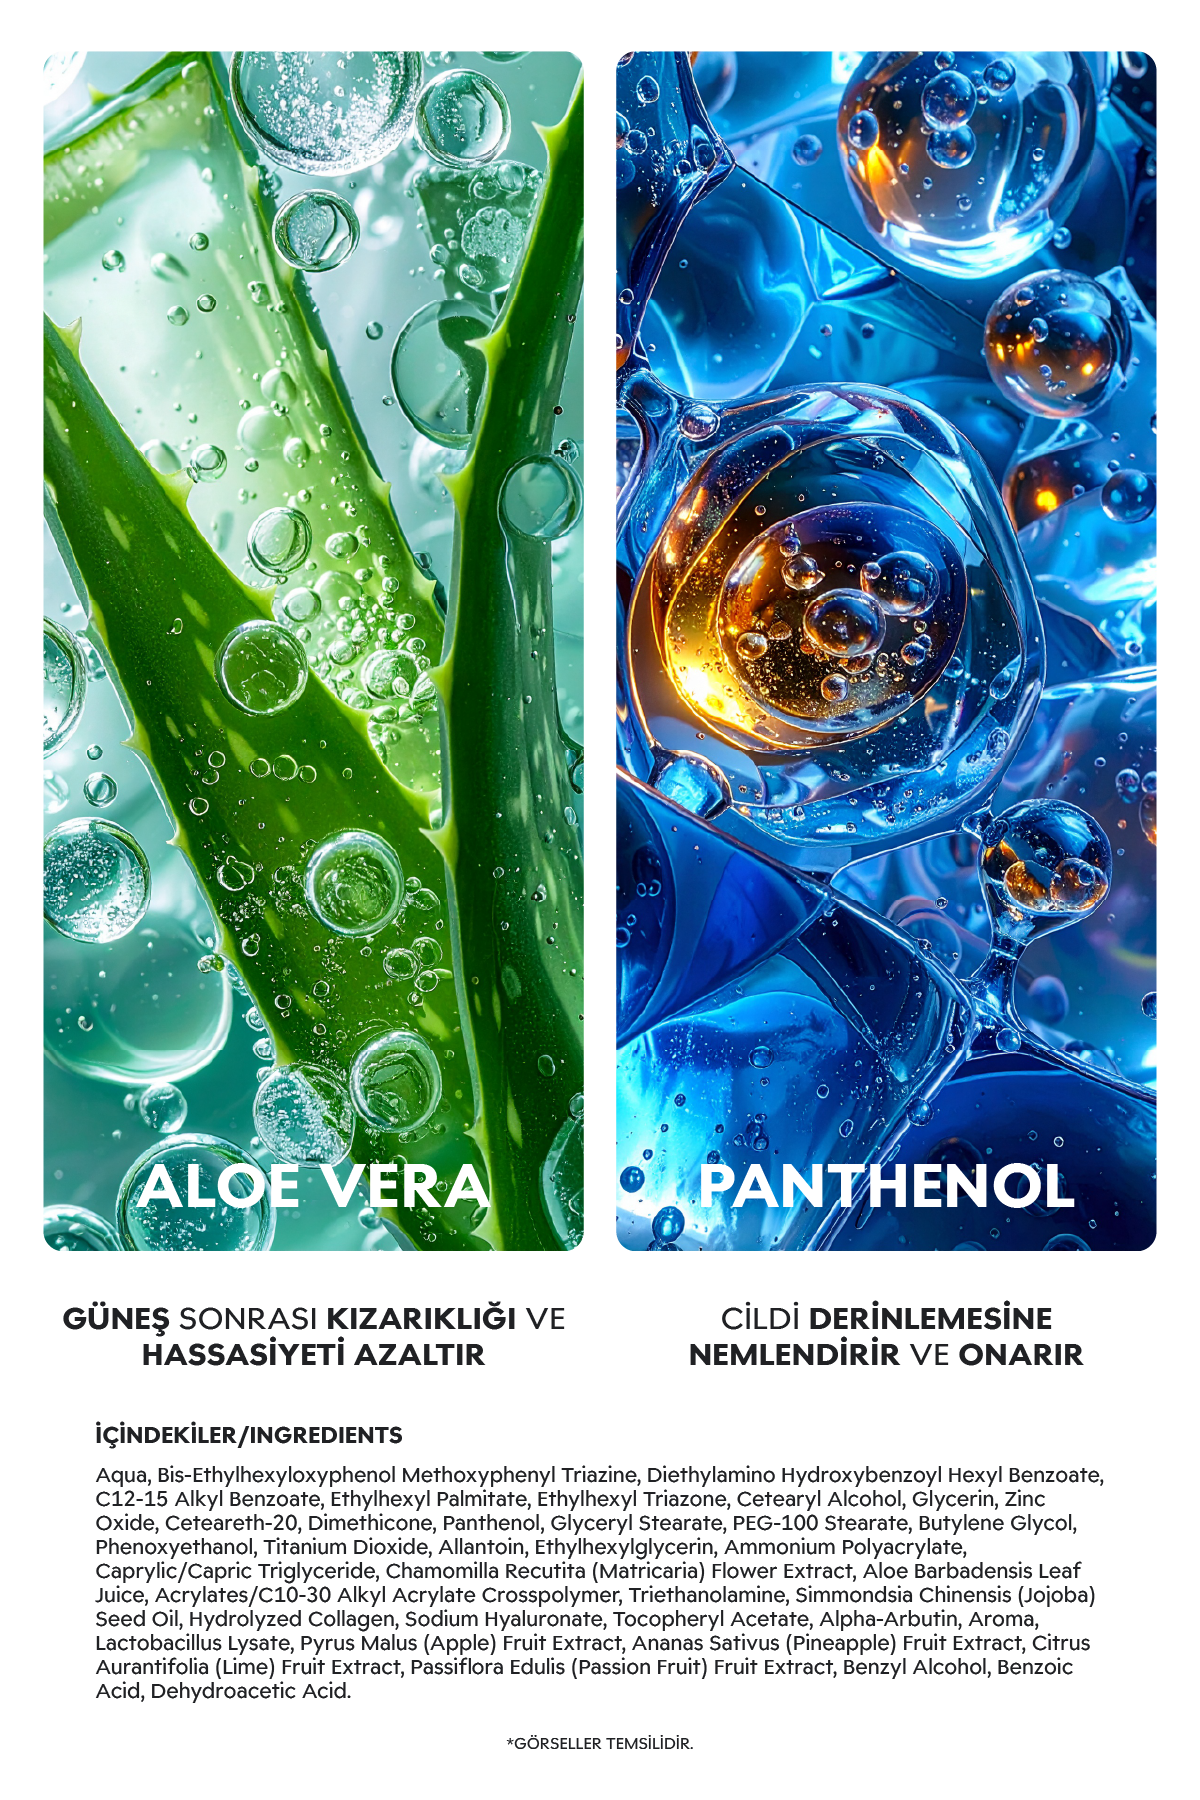 ALOE VERA
PANTHENOL
GÜNEŞ SONRASI KIZARIKLIĞI VE
HASSASİYETİ AZALTIR
CİLDİ DERİNLEMESİNE
NEMLENDİRİR VE ONARIR
İÇİNDEKİLER/INGREDIENTS
Aqua, Bis-Ethylhexyloxyphenol Methoxyphenyl Triazine, Diethylamino Hydroxybenzoyl Hexyl Benzoate,
C12-15 Alkyl Benzoate, Ethylhexyl Palmitate, Ethylhexyl Triazone, Cetearyl Alcohol, Glycerin, Zinc
Oxide, Ceteareth-20, Dimethicone, Panthenol, Glyceryl Stearate, PEG-100 Stearate, Butylene Glycol,
Phenoxyethanol, Titanium Dioxide, Allantoin, Ethylhexylglycerin, Ammonium Polyacrylate,
Caprylic/Capric Triglyceride, Chamomilla Recutita (Matricaria) Flower Extract, Aloe Barbadensis Leaf
Juice, Acrylates/C10-30 Alkyl Acrylate Crosspolymer, Triethanolamine, Simmondsia Chinensis (Jojoba)
Seed Oil, Hydrolyzed Collagen, Sodium Hyaluronate, Tocopheryl Acetate, Alpha-Arbutin, Aroma,
Lactobacillus Lysate, Pyrus Malus (Apple) Fruit Extract, Ananas Sativus (Pineapple) Fruit Extract, Citrus
Aurantifolia (Lime) Fruit Extract, Passiflora Edulis (Passion Fruit) Fruit Extract, Benzyl Alcohol, Benzoic
Acid, Dehydroacetic Acid.
*GÖRSELLER TEMSİLİDİR.